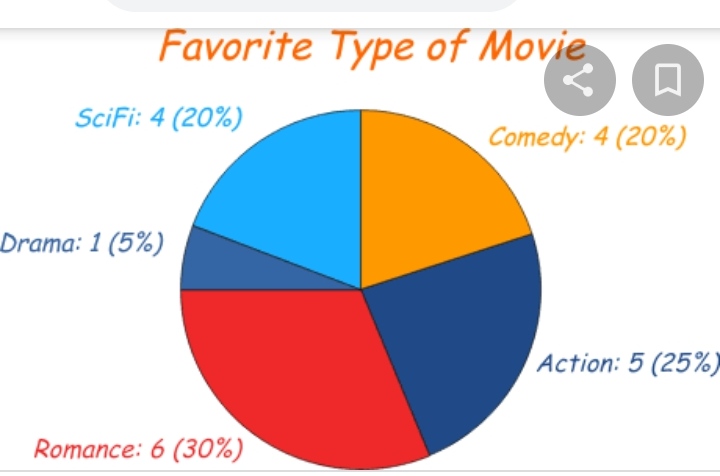 Favorite Type of Movie
SciFi: 4 (20%)
Comedy: 4 (20%)
Drama: 1 (5%)
Action: 5 (25%)
Romance: 6 (30%)